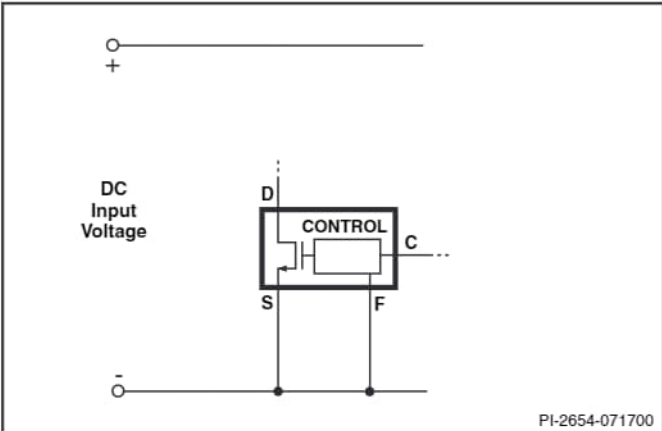 +
DC
Input
Voltage
D
CONTROL
C
S
F
-
PI-2654-071700